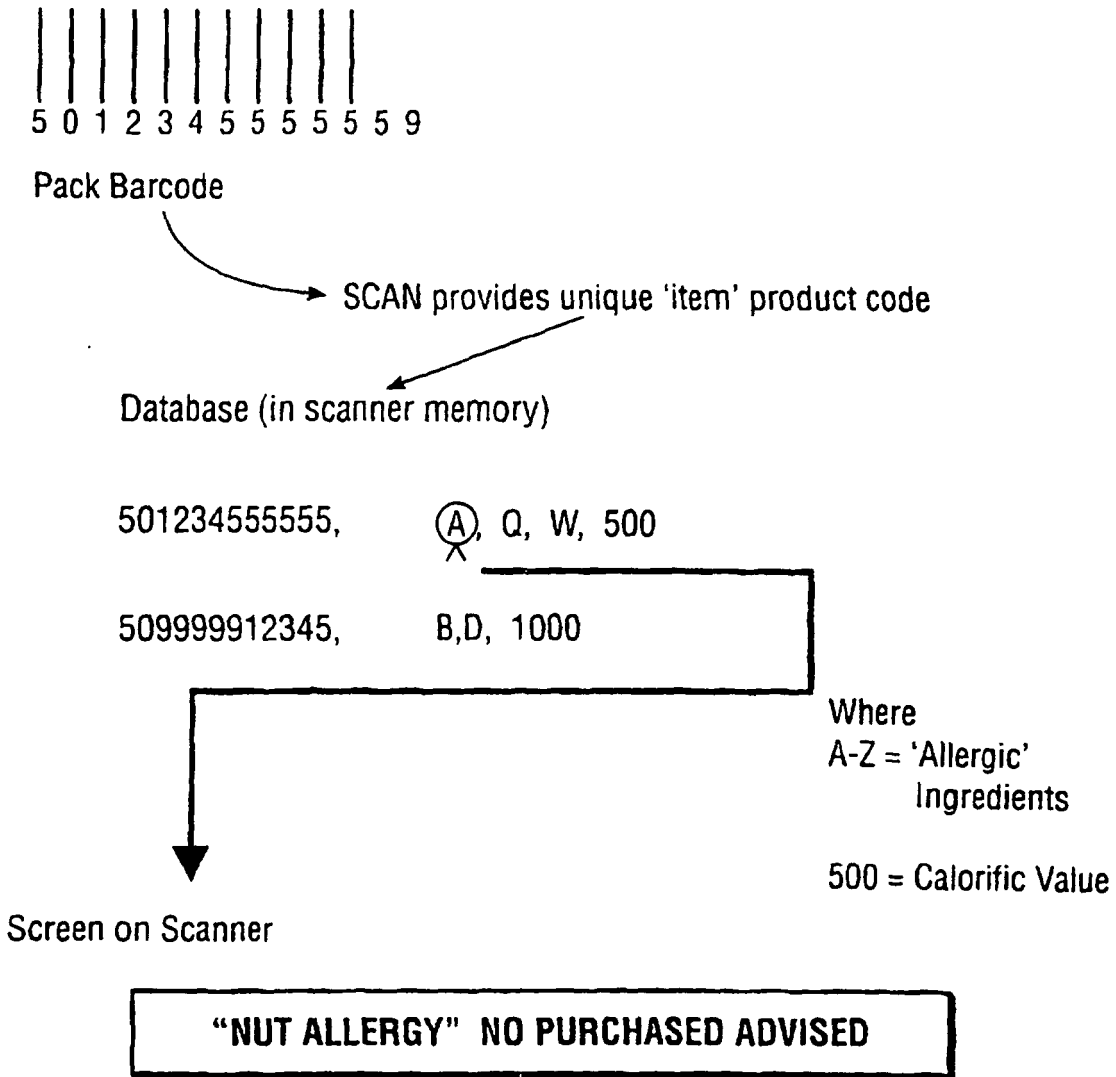 5 0 1 2 3 4 5 5 5 5 5 5 9
Pack Barcode
SCAN provides unique 'item' product code
Database (in scanner memory)
501234555555, A, Q, W, 500
509999912345, B,D, 1000
Where
A-Z = 'Allergic'
Ingredients
500 = Calorific Value
Screen on Scanner
“NUT ALLERGY” NO PURCHASED ADVISED